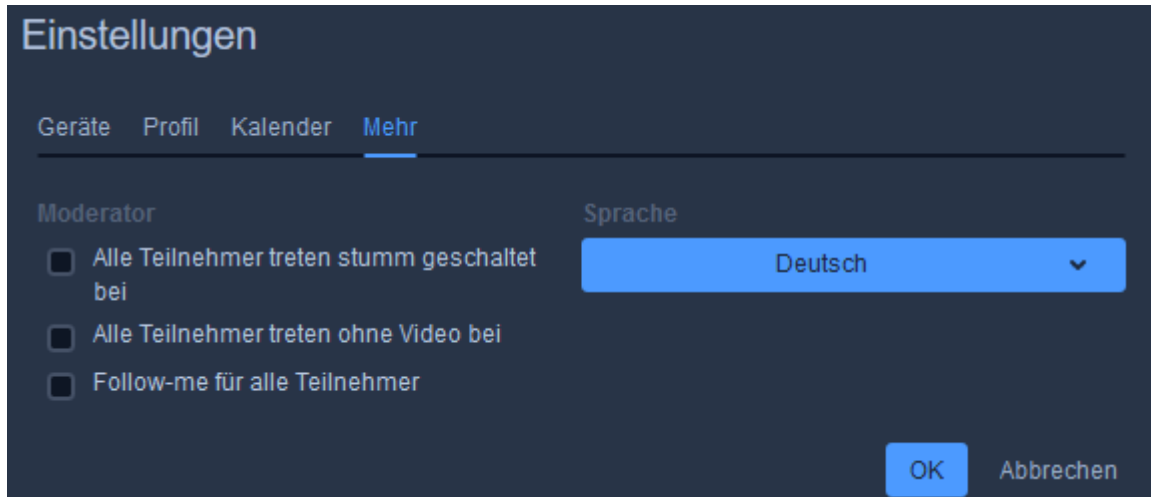 Einstellungen
Geräte Profil Kalender Mehr
Moderator
Alle Teilnehmer treten stumm geschaltet
bei
Alle Teilnehmer treten ohne Video bei
Follow-me für alle Teilnehmer
Sprache
Deutsch
OK Abbrechen